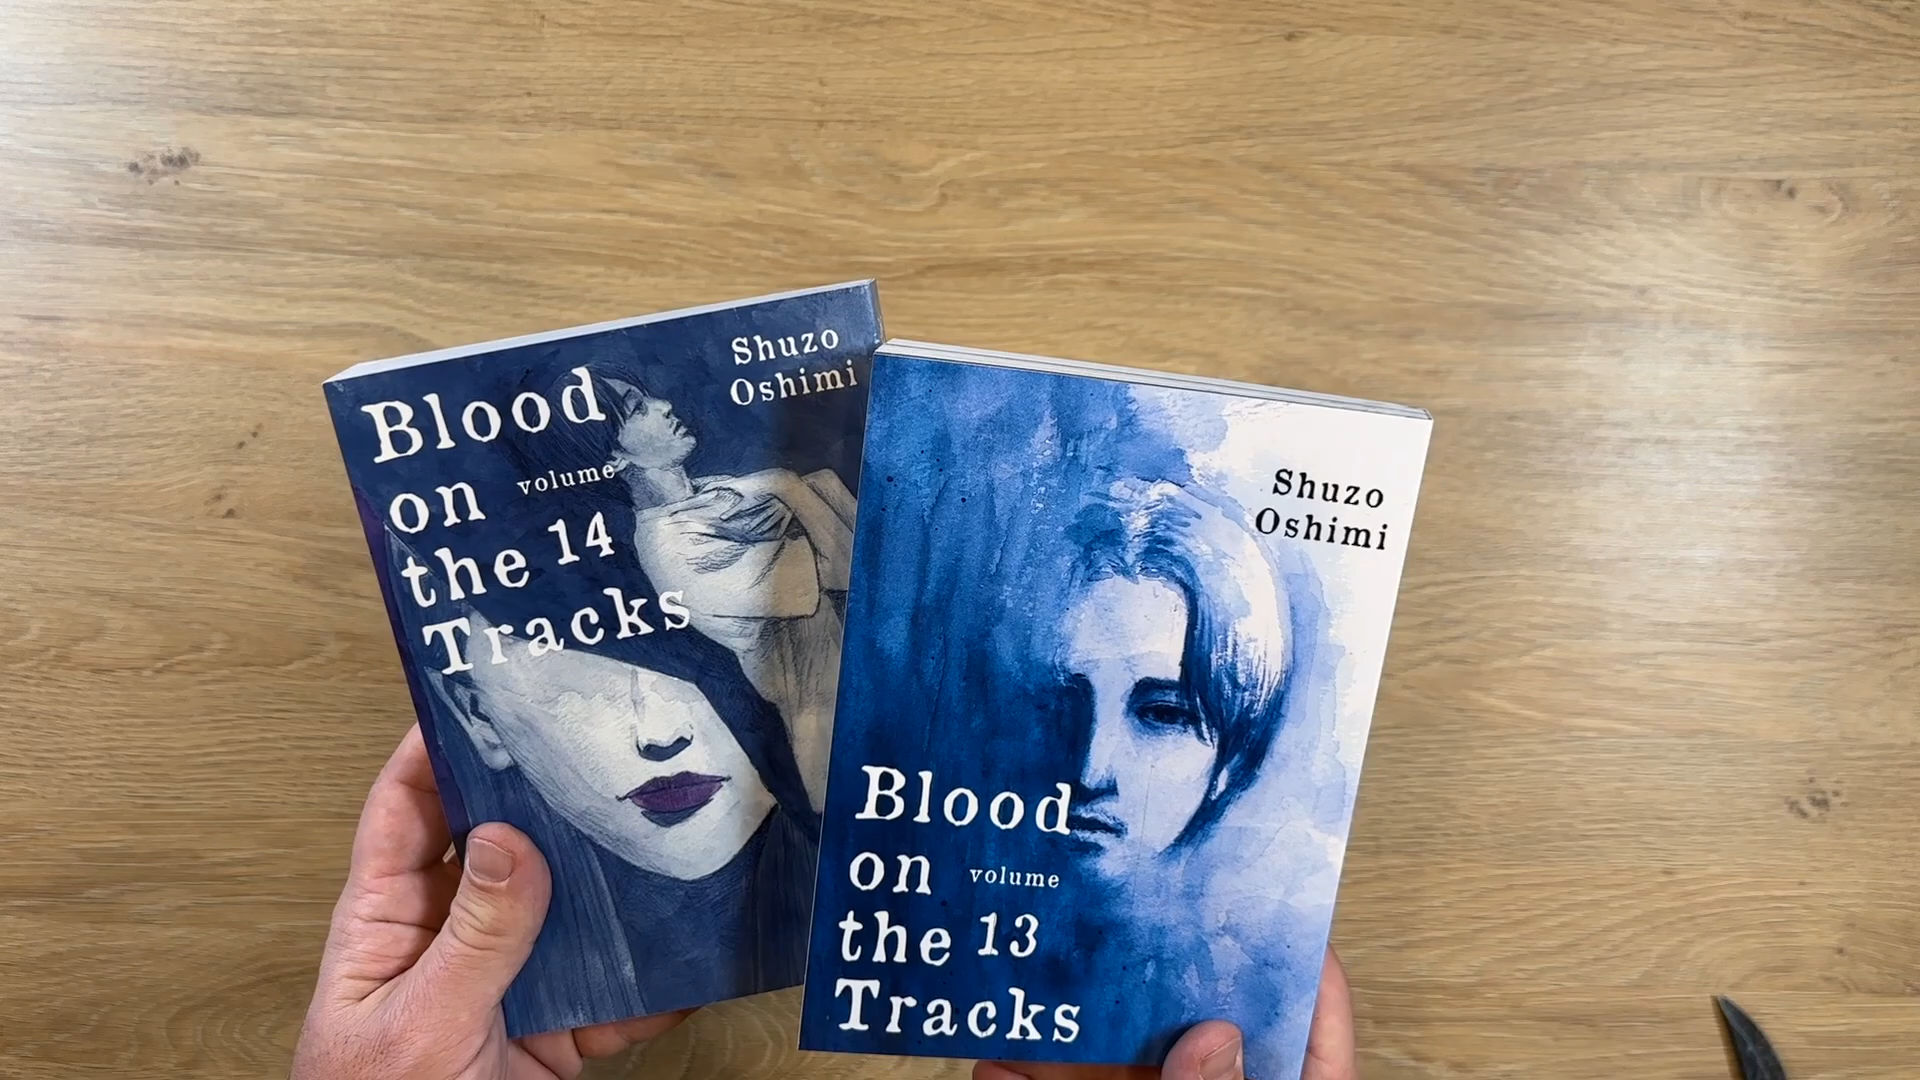 Shuzo
Oshimi
Blood
on
volume
the 14
Tracks
Shuzo
Oshimi
Blood
on
volume
the 13
Tracks